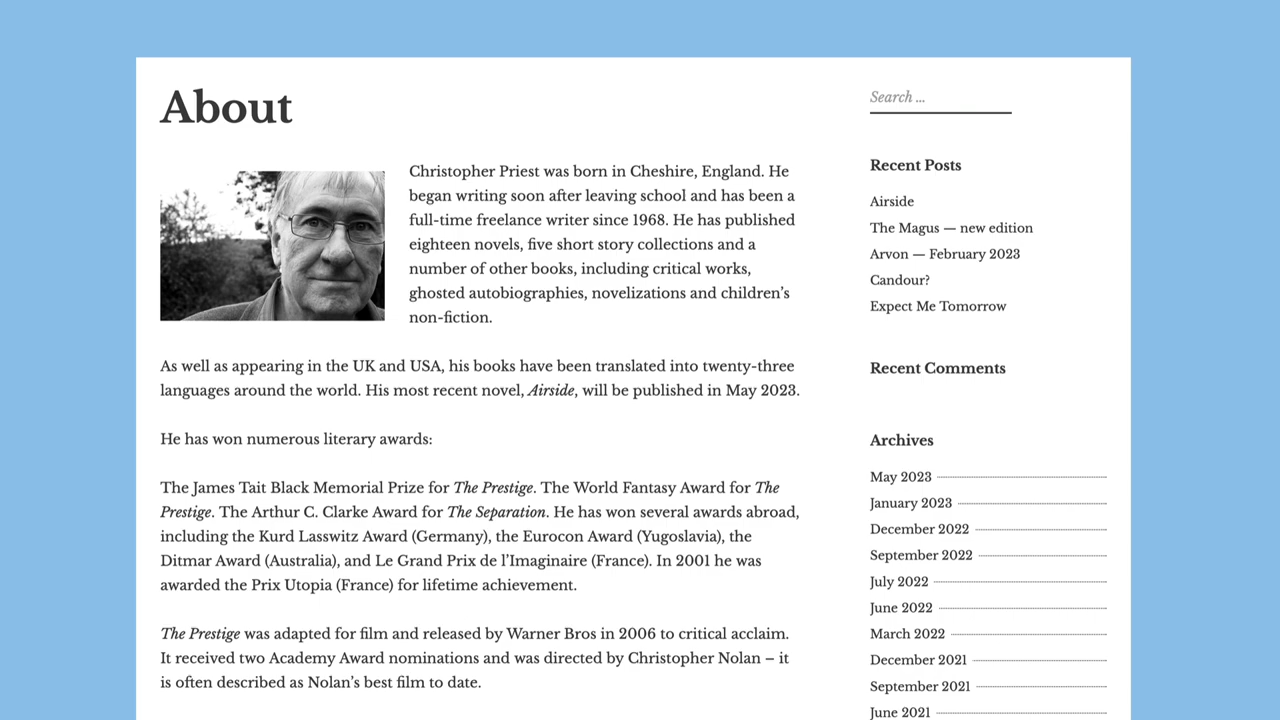 About
Christopher Priest was born in Cheshire, England. He
began writing soon after leaving school and has been a
full-time freelance writer since 1968. He has published
eighteen novels, five short story collections and a
number of other books, including critical works,
ghosted autobiographies, novelizations and children’s
non-fiction.
As well as appearing in the UK and USA, his books have been translated into twenty-three
languages around the world. His most recent novel, Airside, will be published in May 2023.
He has won numerous literary awards:
The James Tait Black Memorial Prize for The Prestige. The World Fantasy Award for The
Prestige. The Arthur C. Clarke Award for The Separation. He has won several awards abroad,
including the Kurd Lasswitz Award (Germany), the Eurocon Award (Yugoslavia), the
Ditmar Award (Australia), and Le Grand Prix de l’Imaginaire (France). In 2001 he was
awarded the Prix Utopia (France) for lifetime achievement.
The Prestige was adapted for film and released by Warner Bros in 2006 to critical acclaim.
It received two Academy Award nominations and was directed by Christopher Nolan – it
is often described as Nolan’s best film to date.
Search ...
Recent Posts
Airside
The Magus — new edition
Arvon — February 2023
Candour?
Expect Me Tomorrow
Recent Comments
Archives
May 2023
January 2023
December 2022
September 2022
July 2022
June 2022
March 2022
December 2021
September 2021
June 2021